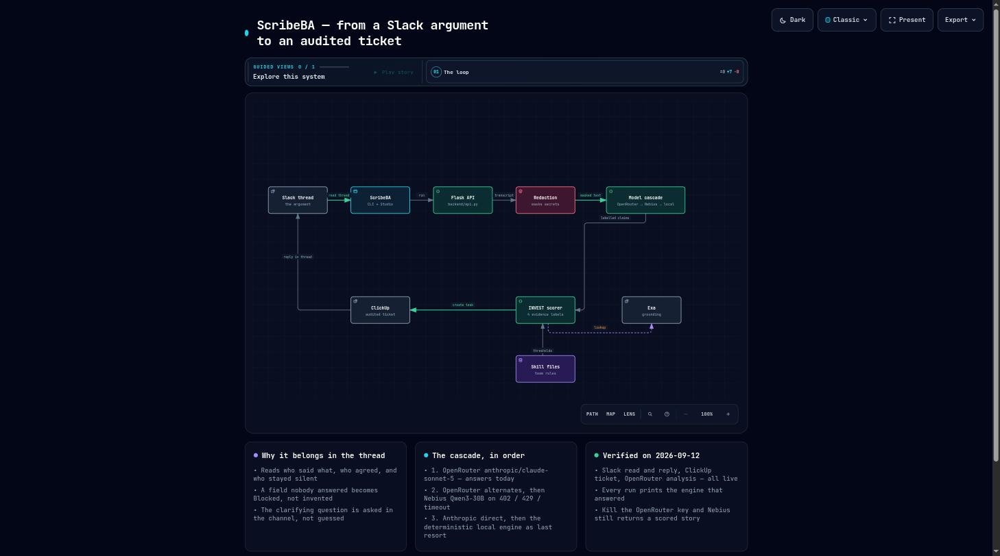 ScribeBA — from a Slack argument
to an audited ticket
Dark
Classic
Present
Export
GUIDED VIEWS 0 / 1
Explore this system
▶ Play story
01 The loop
=0 +7 -0
Slack thread
the argument
read thread
ScribeBA
CLI + Studio
run
Flask API
backend/api.py
transcript
Redaction
masks secrets
masked text
Model cascade
OpenRouter → Nebius → local
labelled claims
reply in thread
ClickUp
audited ticket
create task
INVEST scorer
4 evidence labels
Exa
grounding
lookup
thresholds
Skill files
team rules
PATH MAP LENS
— 100% +
Why it belongs in the thread
• Reads who said what, who agreed, and
who stayed silent
• A field nobody answered becomes
Blocked, not invented
• The clarifying question is asked in
the channel, not guessed
The cascade, in order
• 1. OpenRouter anthropic/claude-
sonnet-5 — answers today
• 2. OpenRouter alternates, then
Nebius Qwen3-30B on 402 / 429 /
timeout
• 3. Anthropic direct, then the
deterministic local engine as last
resort
Verified on 2026-09-12
• Slack read and reply, ClickUp
ticket, OpenRouter analysis — all live
• Every run prints the engine that
answered
• Kill the OpenRouter key and Nebius
still returns a scored story